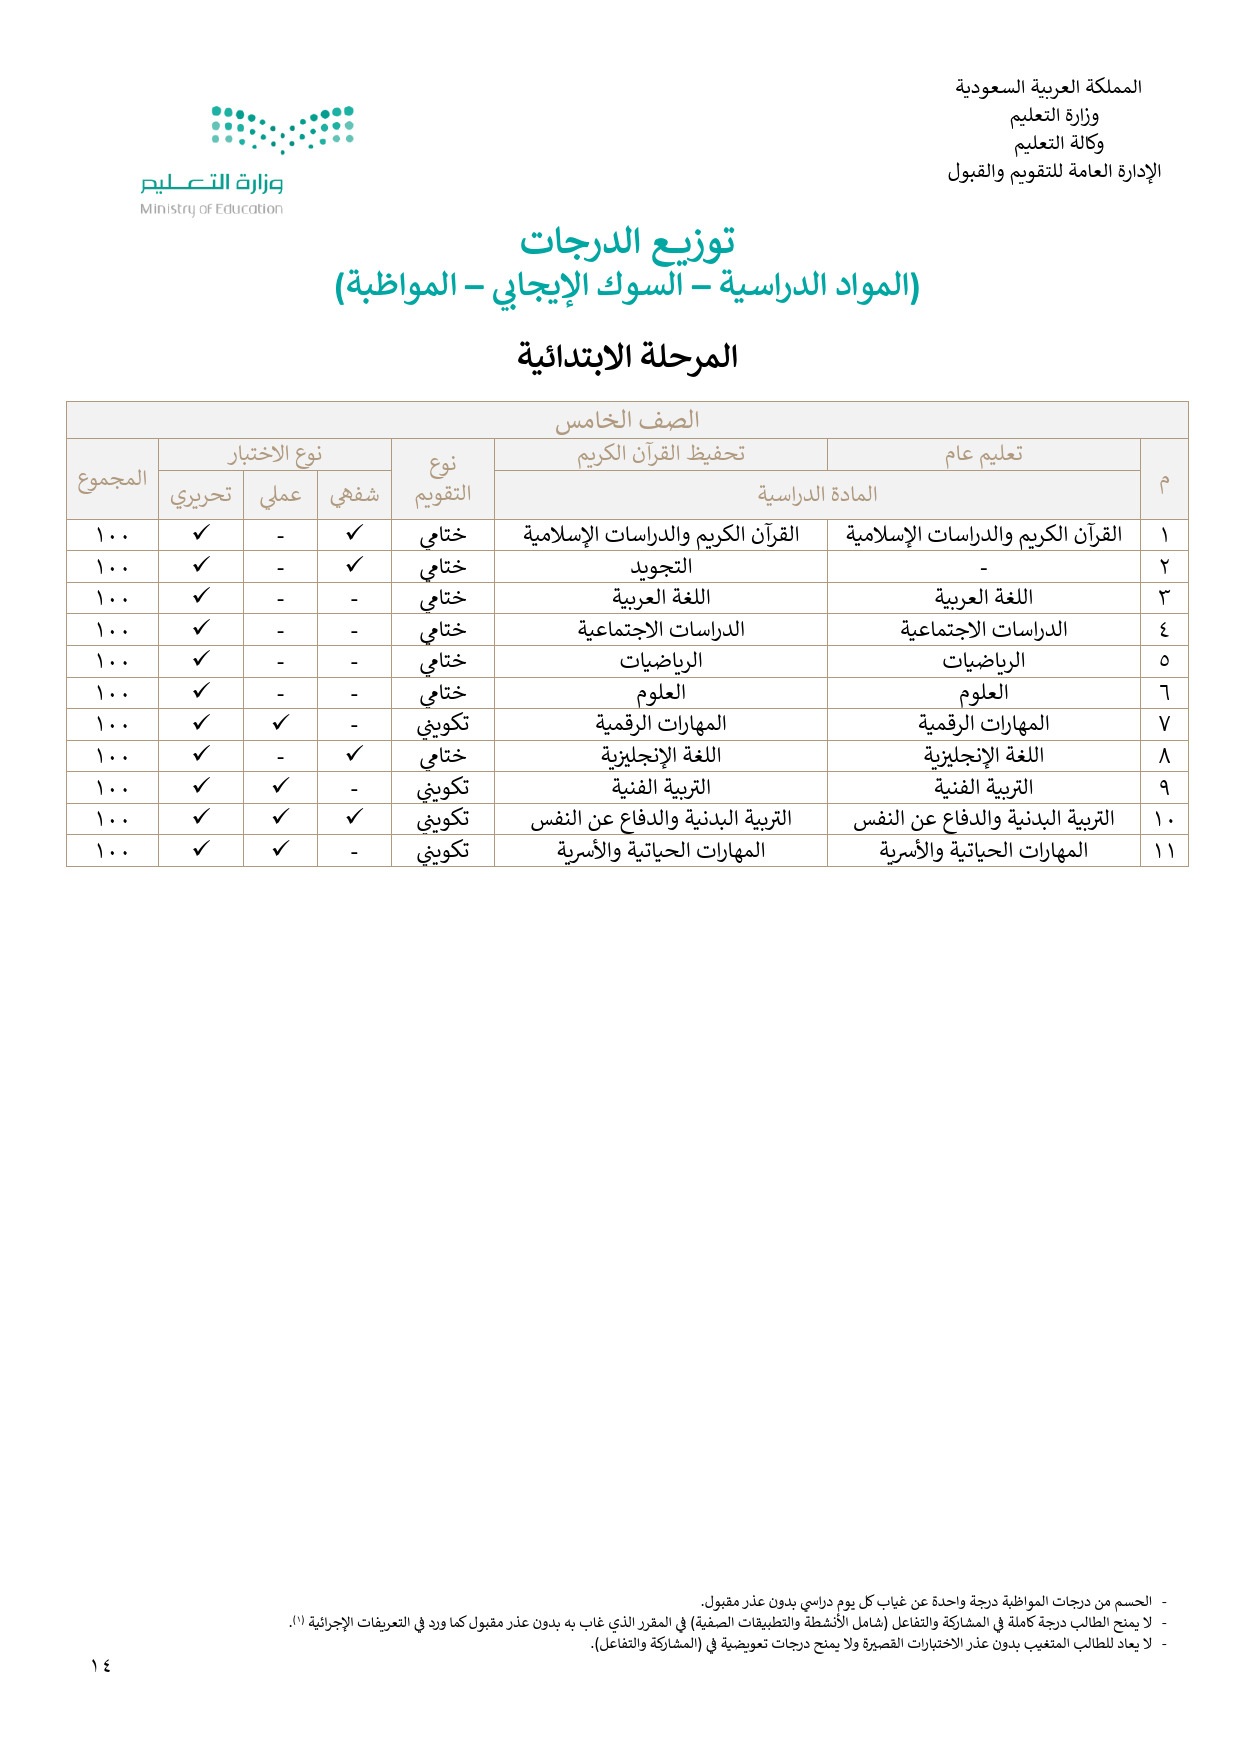 المملكة العربية السعودية
وزارة التعليم
وكالة التعليم
الإدارة العامة للتقويم والقبول
وزارة التعـــليم
Ministry of Education
توزيع الدرجات
(المواد الدراسية – السوك الإيجابي – المواظبة)
المرحلة الابتدائية
الصف الخامس
م تعليم عام تحفيظ القرآن الكريم نوع التقويم نوع الاختبار المجموع
المادة الدراسية شفهي عملي تحريري
١ القرآن الكريم والدراسات الإسلامية القرآن الكريم والدراسات الإسلامية ختامي ✓ - ✓ ١٠٠
٢ - التجويد ختامي ✓ - ✓ ١٠٠
٣ اللغة العربية اللغة العربية ختامي - - ✓ ١٠٠
٤ الدراسات الاجتماعية الدراسات الاجتماعية ختامي - - ✓ ١٠٠
٥ الرياضيات الرياضيات ختامي - - ✓ ١٠٠
٦ العلوم العلوم ختامي - - ✓ ١٠٠
٧ المهارات الرقمية المهارات الرقمية تكويني - ✓ ✓ ١٠٠
٨ اللغة الإنجليزية اللغة الإنجليزية ختامي ✓ - ✓ ١٠٠
٩ التربية الفنية التربية الفنية تكويني - ✓ ✓ ١٠٠
١٠ التربية البدنية والدفاع عن النفس التربية البدنية والدفاع عن النفس تكويني ✓ ✓ ✓ ١٠٠
١١ المهارات الحياتية والأسرية المهارات الحياتية والأسرية تكويني - ✓ ✓ ١٠٠
- الحسم من درجات المواظبة درجة واحدة عن غياب كل يوم دراسي بدون عذر مقبول.
- لا يمنح الطالب درجة كاملة في المشاركة والتفاعل (شامل الأنشطة والتطبيقات الصفية) في المقرر الذي غاب به بدون عذر مقبول كما ورد في التعريفات الإجرائية (١).
- لا يعاد للطالب المتغيب بدون عذر الاختبارات القصيرة ولا يمنح درجات تعويضية في (المشاركة والتفاعل).
١٤